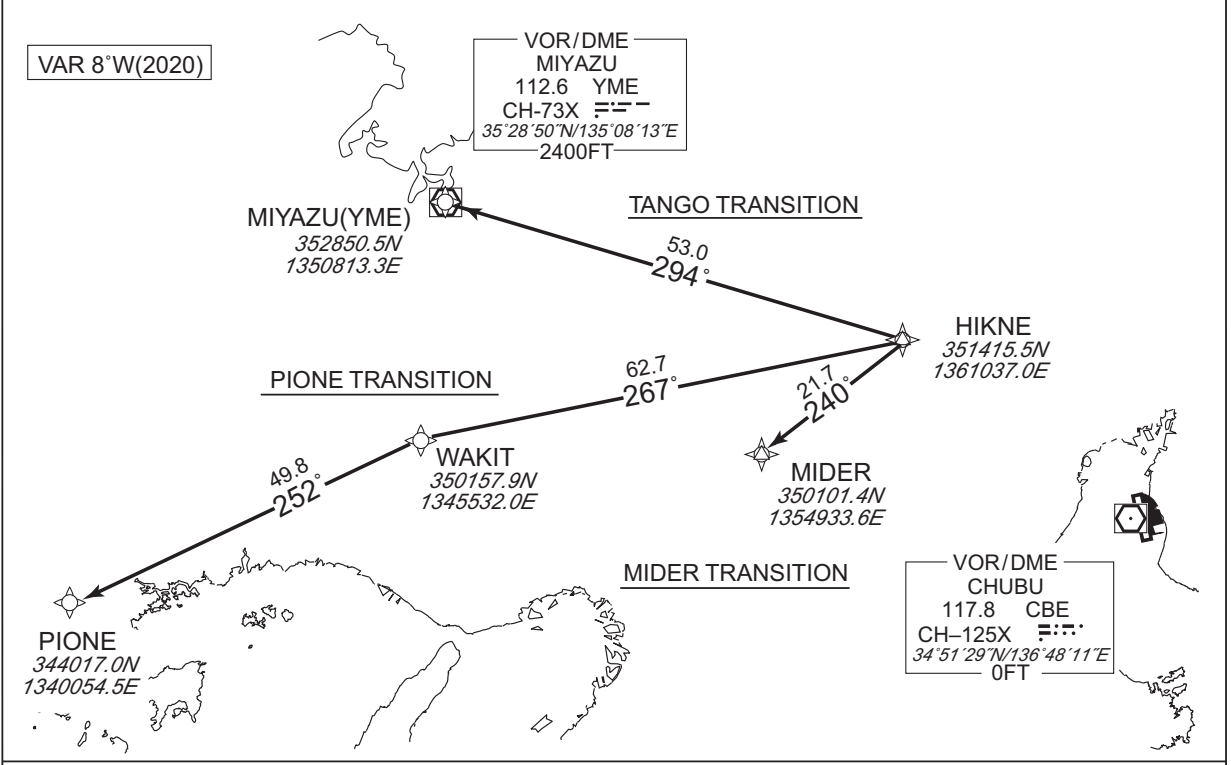 VAR 8˚W(2020)
VOR/DME
MIYAZU
112.6 YME
CH-73X
35˚28´50˝N/135˚08´13˝E
2400FT
MIYAZU(YME)
352850.5N
1350813.3E
TANGO TRANSITION
53.0
294˚
HIKNE
351415.5N
1361037.0E
62.7
267˚
PIONE TRANSITION
21.7
240˚
WAKIT
350157.9N
1345532.0E
49.8
252˚
MIDER
350101.4N
1354933.6E
MIDER TRANSITION
VOR/DME
CHUBU
117.8 CBE
CH–125X
34˚51´29˝N/136˚48´11˝E
0FT
PIONE
344017.0N
1340054.5E